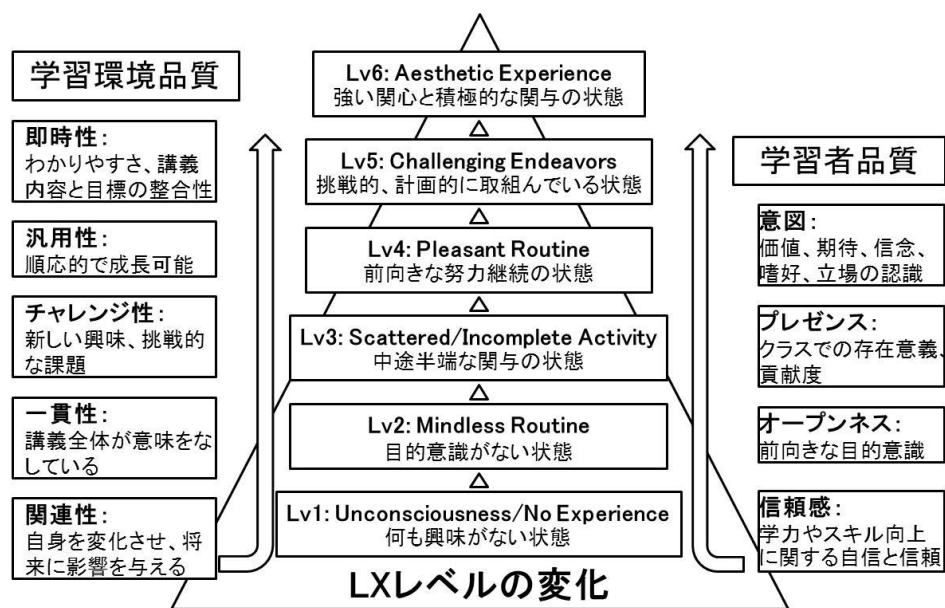 学習環境品質
即時性:
わかりやすさ、講義
内容と目標の整合性
汎用性:
順応的で成長可能
チャレンジ性:
新しい興味、挑戦的
な課題
一貫性:
講義全体が意味をな
している
関連性:
自身を変化させ、将
来に影響を与える
Lv6: Aesthetic Experience
強い関心と積極的な関与の状態
Lv5: Challenging Endeavors
挑戦的、計画的に取組んでいる状態
Lv4: Pleasant Routine
前向きな努力継続の状態
Lv3: Scattered/Incomplete Activity
中途半端な関与の状態
Lv2: Mindless Routine
目的意識がない状態
Lv1: Unconsciousness/No Experience
何も興味がない状態
LXレベルの変化
学習者品質
意図:
価値、期待、信念、
嗜好、立場の認識
プレゼンス:
クラスでの存在意義、
貢献度
オープンネス:
前向きな目的意識
信頼感:
学力やスキル向上
に関する自信と信頼